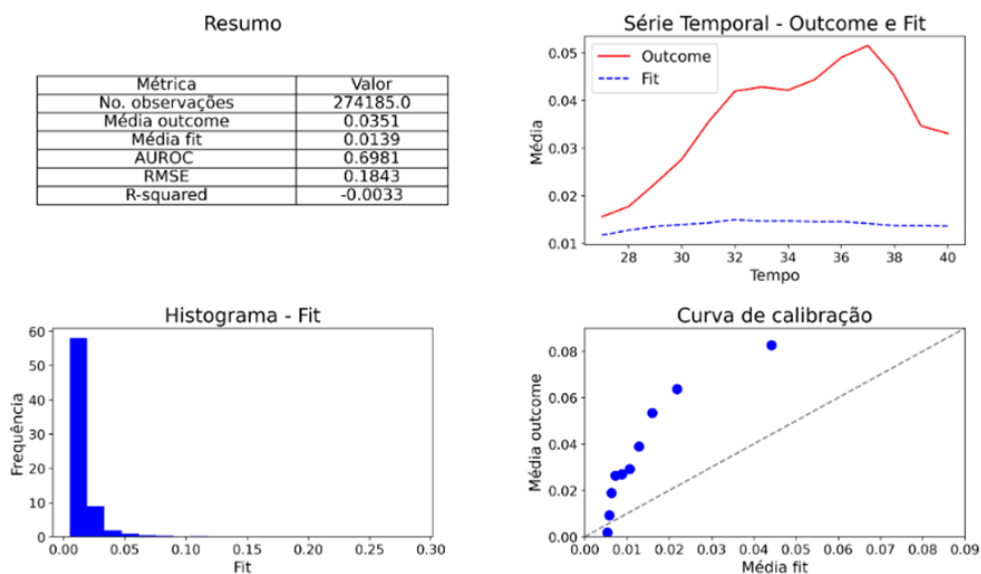 Resumo
Métrica Valor
No. observações 274185.0
Média outcome 0.0351
Média fit 0.0139
AUROC 0.6981
RMSE 0.1843
R-squared -0.0033
Série Temporal - Outcome e Fit
Outcome
Fit
0.05
0.04
0.03
0.02
0.01
Média
28 30 32 34 36 38 40
Tempo
Histograma - Fit
60
50
40
30
20
10
0
Frequência
0.00 0.05 0.10 0.15 0.20 0.25 0.30
Fit
Curva de calibração
0.08
0.06
0.04
0.02
0.00
Média outcome
0.00 0.01 0.02 0.03 0.04 0.05 0.06 0.07 0.08 0.09
Média fit